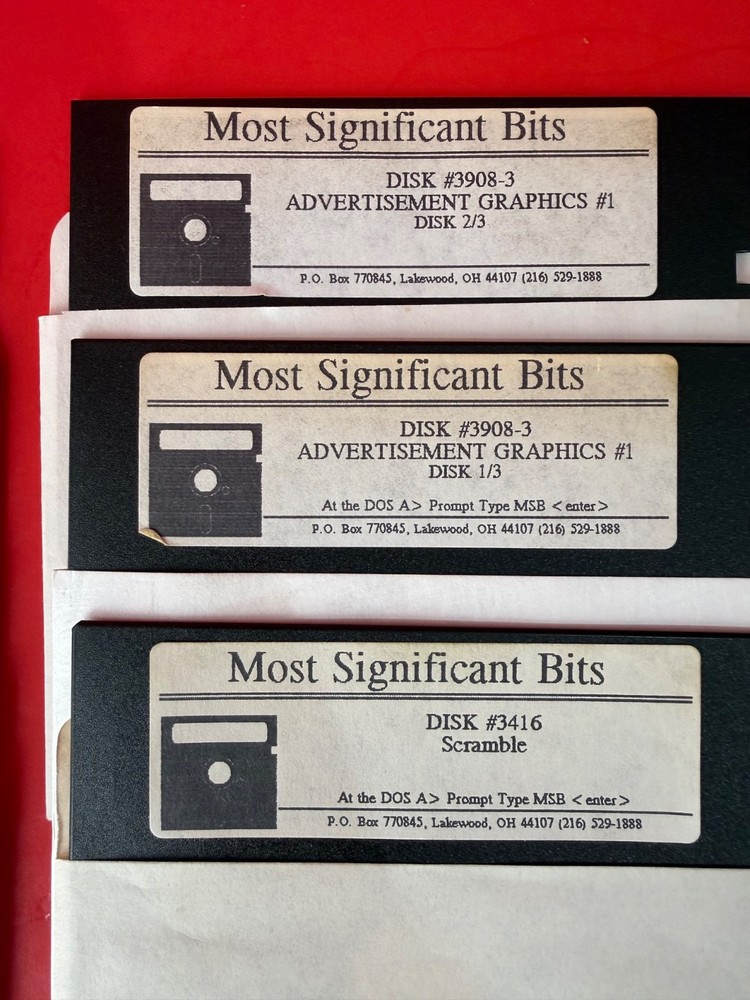 Most Significant Bits
DISK #3908-3
ADVERTISEMENT GRAPHICS #1
DISK 2/3
P.O. Box 770845, Lakewood, OH 44107 (216) 529-1888
Most Significant Bits
DISK #3908-3
ADVERTISEMENT GRAPHICS #1
DISK 1/3
At the DOS A> Prompt Type MSB <enter>
P.O. Box 770845, Lakewood, OH 44107 (216) 529-1888
Most Significant Bits
DISK #3416
Scramble
At the DOS A> Prompt Type MSB <enter>
P.O. Box 770845, Lakewood, OH 44107 (216) 529-1888